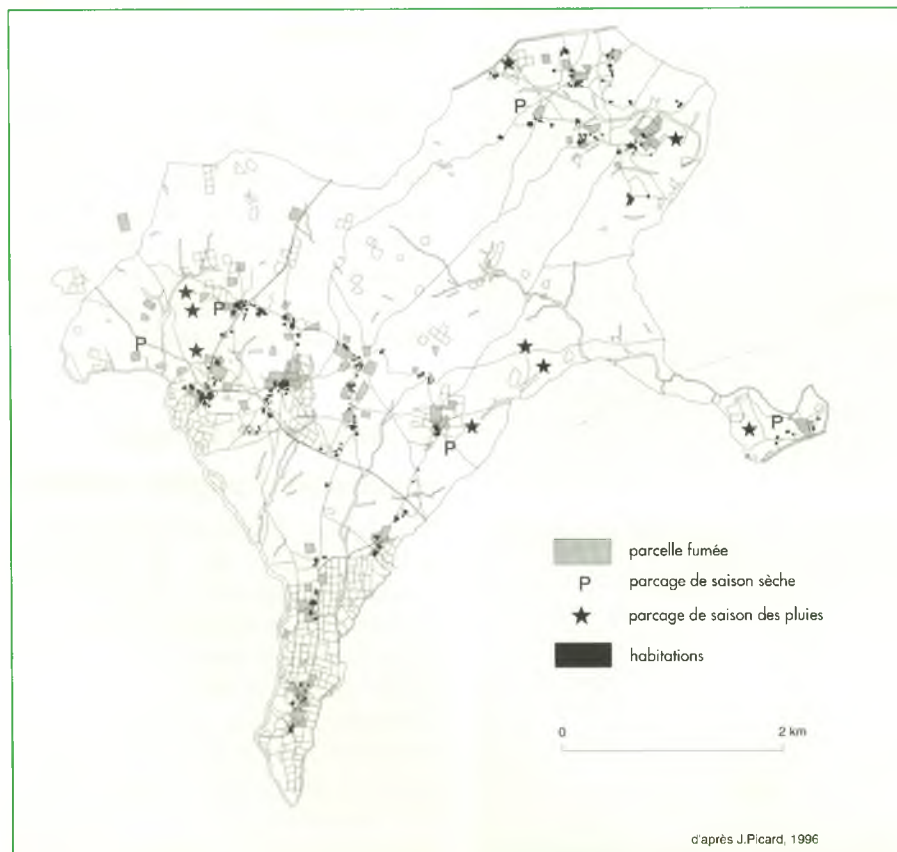 P
P
P
P
P
parcelle fumée
P parcage de saison sèche
★ parcage de saison des pluies
habitations
0 2 km
d'après J.Picard, 1996